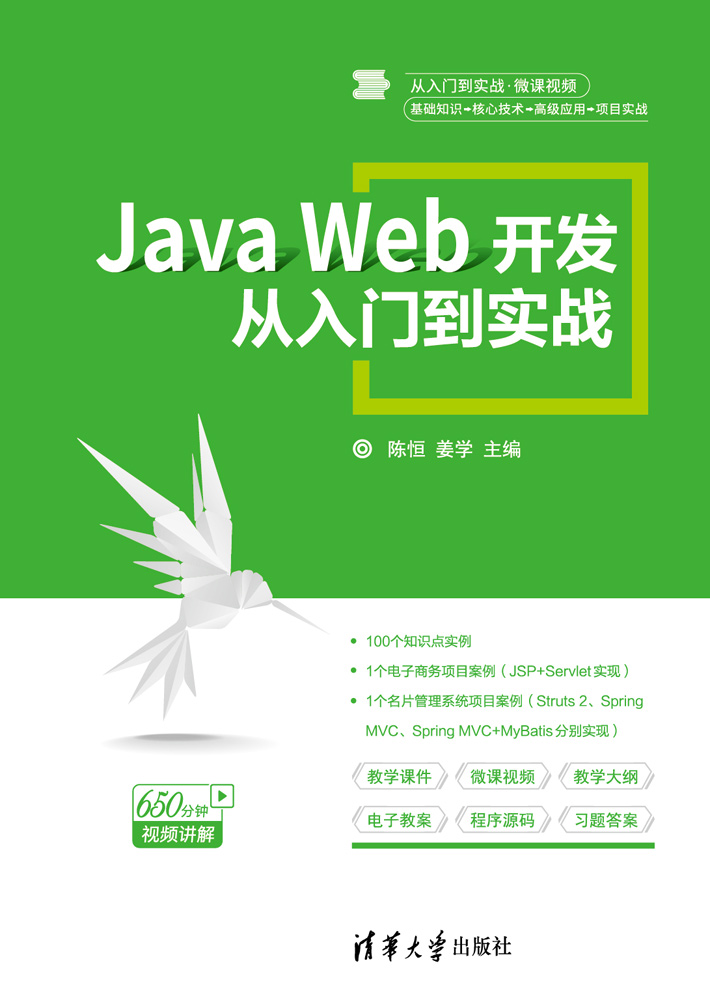 从入门到实战·微课视频
基础知识→核心技术→高级应用→项目实战
Java Web 开发
从入门到实战
陈恒 姜学 主编
• 100个知识点实例
• 1个电子商务项目案例（JSP+Servlet实现）
• 1个名片管理系统项目案例（Struts 2、Spring
MVC、Spring MVC+MyBatis分别实现）
教学课件 微课视频 教学大纲
电子教案 程序源码 习题答案
650分钟
视频讲解
清华大学出版社